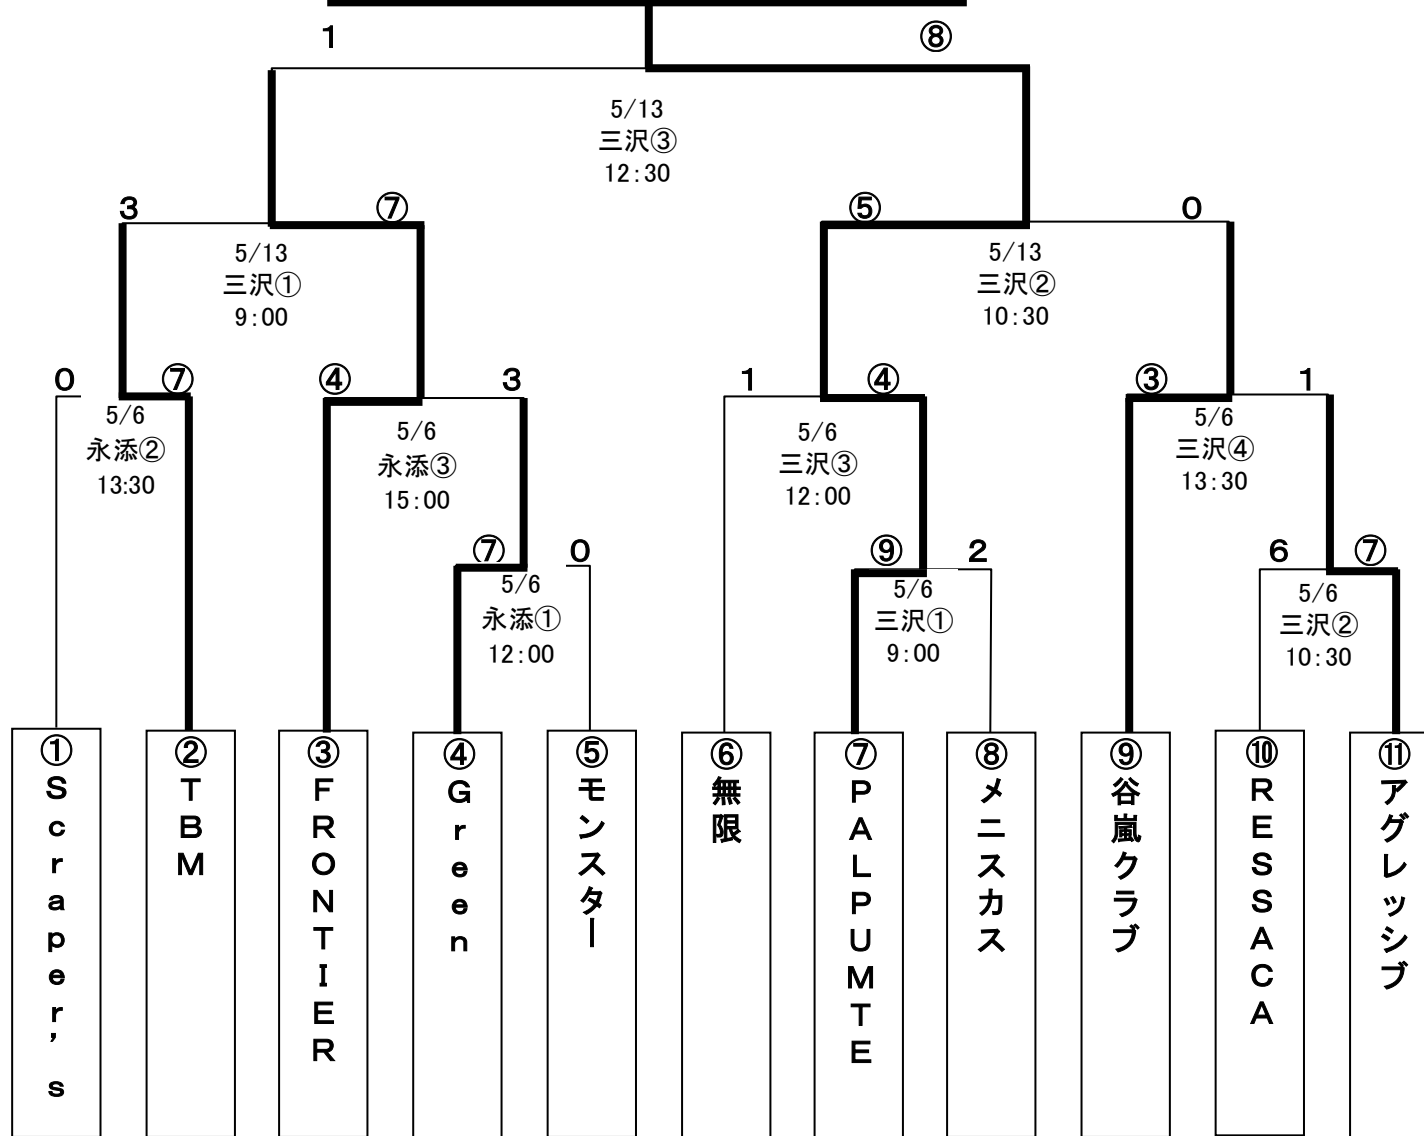 1 ⑧
5/13
三沢③
12:30
3 ⑦ ⑤ 0
5/13
三沢①
9:00
5/13
三沢②
10:30
0 ⑦ ④ 3 1 ④ ③ 1
5/6
永添②
13:30
5/6
永添③
15:00
5/6
三沢③
12:00
5/6
三沢④
13:30
⑦ 0 ⑨ 2 6 ⑦
5/6
永添①
12:00
5/6
三沢①
9:00
5/6
三沢②
10:30
①Scraper's
②TBM
③FRONTIER
④Green
⑤モンスター
⑥無限
⑦PALPUMTE
⑧メニスカス
⑨谷嵐クラブ
⑩RESSACA
⑪アグレッシブ